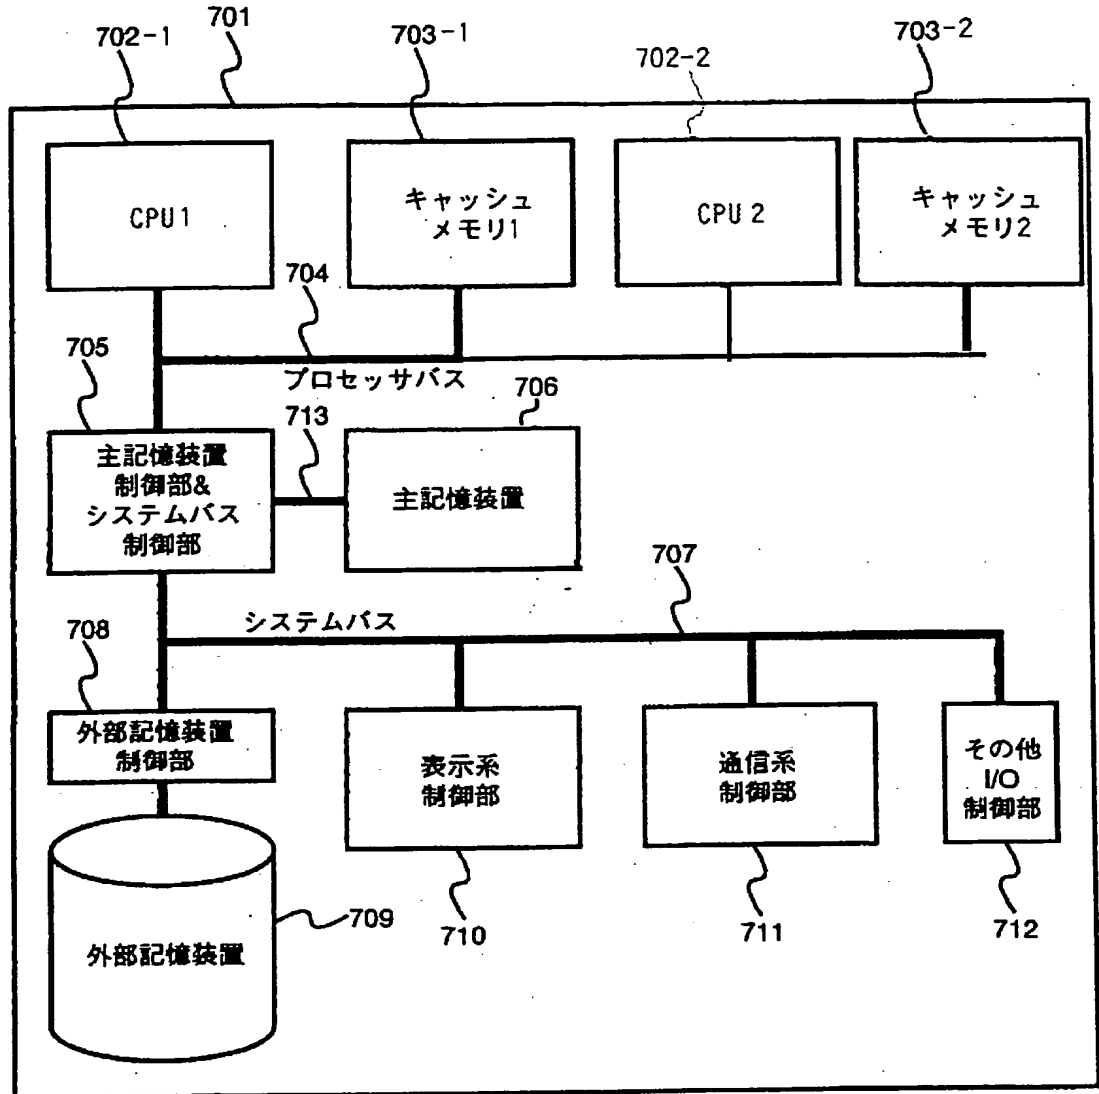 701
702-1
703-1
702-2
703-2
CPU1
キャッシュ
メモリ1
CPU2
キャッシュ
メモリ2
704
プロセッサバス
705
主記憶装置
制御部&
システムバス
制御部
713
706
主記憶装置
システムバス
707
708
外部記憶装置
制御部
表示系
制御部
通信系
制御部
その他
I/O
制御部
外部記憶装置
709
710
711
712